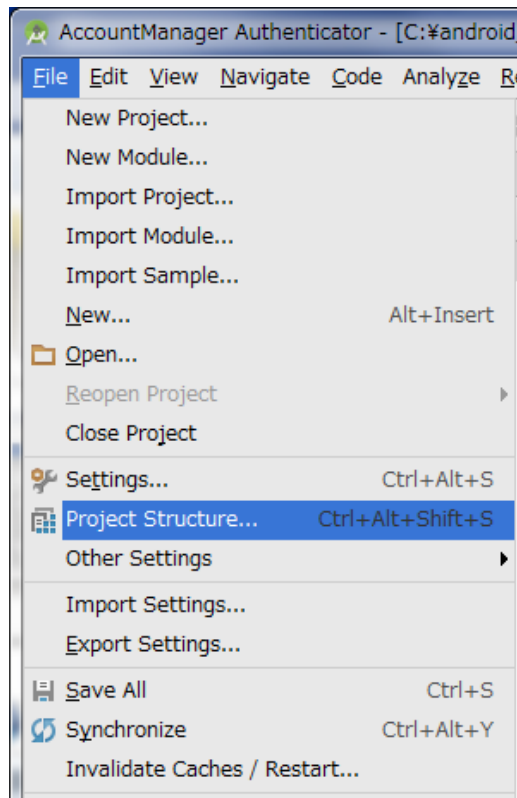 AccountManager Authenticator - [C:¥android
File Edit View Navigate Code Analyze
New Project...
New Module...
Import Project...
Import Module...
Import Sample...
New... Alt+Insert
Open...
Reopen Project
Close Project
Settings... Ctrl+Alt+S
Project Structure... Ctrl+Alt+Shift+S
Other Settings
Import Settings...
Export Settings...
Save All Ctrl+S
Synchronize Ctrl+Alt+Y
Invalidate Caches / Restart...